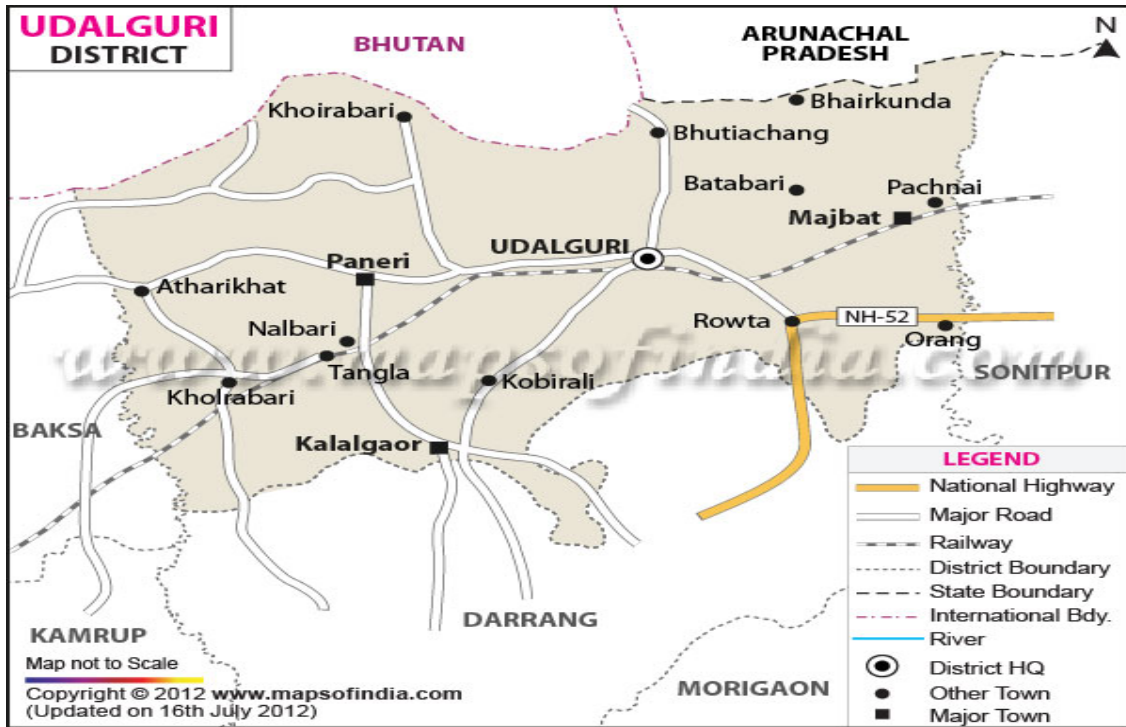 UDALGURI
DISTRICT
BHUTAN
ARUNACHAL
PRADESH
N
Khoirabari
Bhairkunda
Bhutiachang
Batabari
Pachnai
Majbat
UDALGURI
Paneri
Atharikhat
Nalbari
Rowta
NH-52
Orang
www.mapsofindia.com
Tangla
Kobirali
SONITPUR
Kholrabari
BAKSA
Kalalgaor
LEGEND
National Highway
Major Road
Railway
District Boundary
State Boundary
International Bdy.
River
District HQ
Other Town
Major Town
DARRANG
KAMRUP
MORIGAON
Map not to Scale
Copyright © 2012 www.mapsofindia.com
(Updated on 16th July 2012)